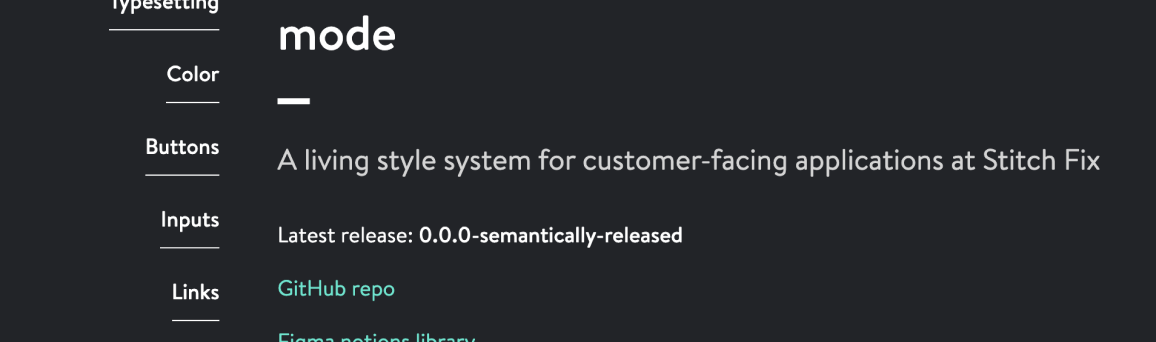 Typesetting
Color
Buttons
Inputs
Links
mode
A living style system for customer-facing applications at Stitch Fix
Latest release: 0.0.0-semantically-released
GitHub repo
Figma notions library